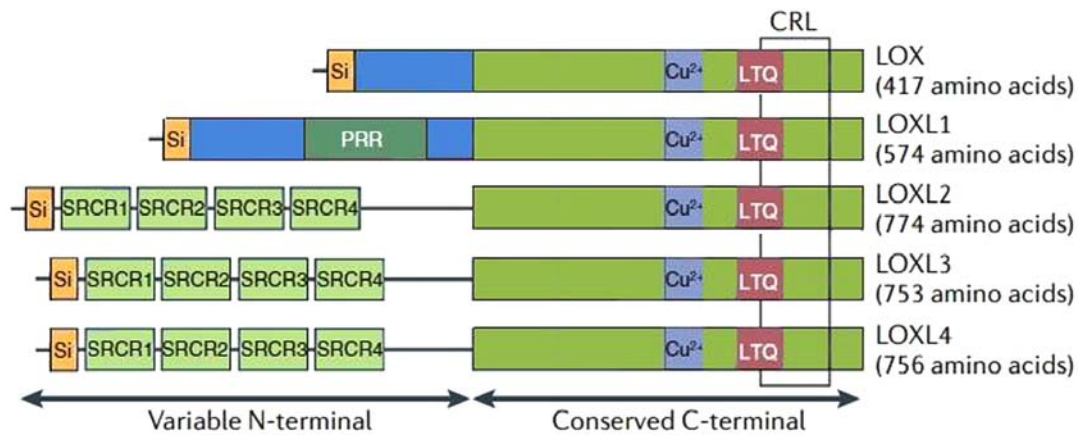 CRL
Si Cu²⁺ LTQ LOX
(417 amino acids)
Si PRR Cu²⁺ LTQ LOXL1
(574 amino acids)
Si SRCR1 SRCR2 SRCR3 SRCR4 Cu²⁺ LTQ LOXL2
(774 amino acids)
Si SRCR1 SRCR2 SRCR3 SRCR4 Cu²⁺ LTQ LOXL3
(753 amino acids)
Si SRCR1 SRCR2 SRCR3 SRCR4 Cu²⁺ LTQ LOXL4
(756 amino acids)
Variable N-terminal Conserved C-terminal